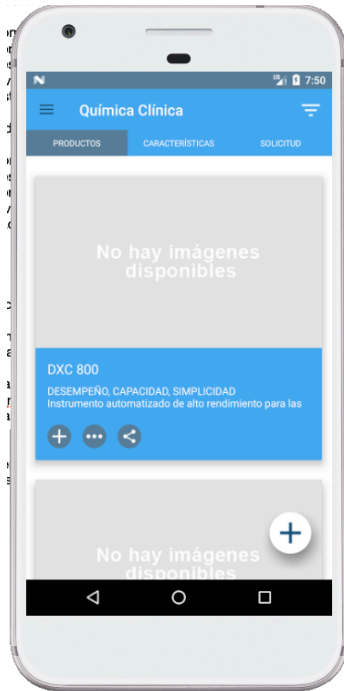 7:50
Química Clínica
PRODUCTOS CARACTERÍSTICAS SOLICITUD
No hay imágenes
disponibles
DXC 800
DESEMPEÑO, CAPACIDAD, SIMPLICIDAD
Instrumento automatizado de alto rendimiento para las
No hay imágenes
disponibles